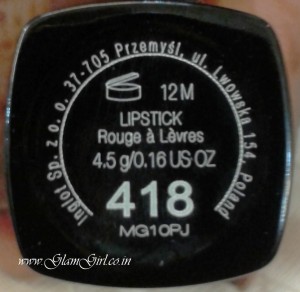 Inglot Sp. z o. o. 37-705 Przemyśl, ul. Lwowska 154, Poland
12M
LIPSTICK
Rouge à Lèvres
4.5 g/0.16 US·OZ
418
MG10PJ
www.GlamGirl.co.in